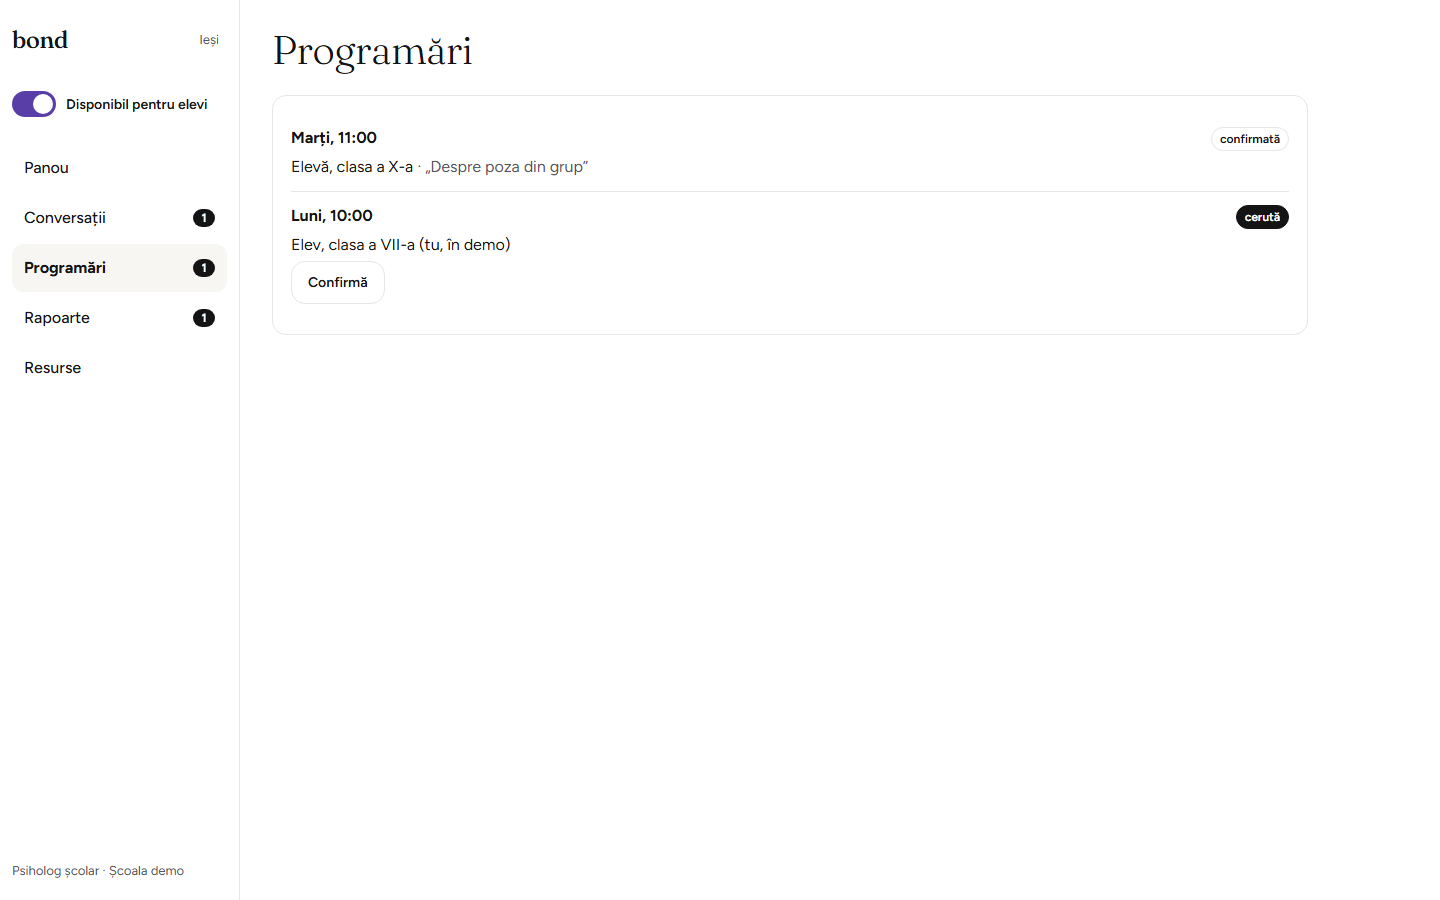 bond
Ieși
Disponibil pentru elevi
Panou
Conversații 1
Programări 1
Rapoarte 1
Resurse
Psiholog școlar · Școala demo
Programări
Marți, 11:00
confirmată
Elevă, clasa a X-a · „Despre poza din grup”
Luni, 10:00
cerută
Elev, clasa a VII-a (tu, în demo)
Confirmă